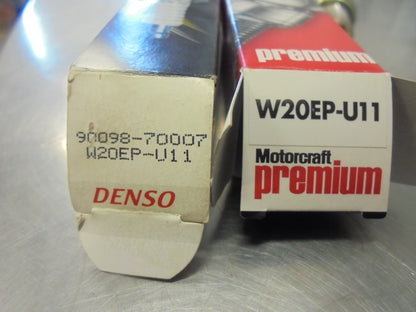 90098-70007
W20EP-U11
DENSO
premium
W20EP-U11
Motorcraft
premium